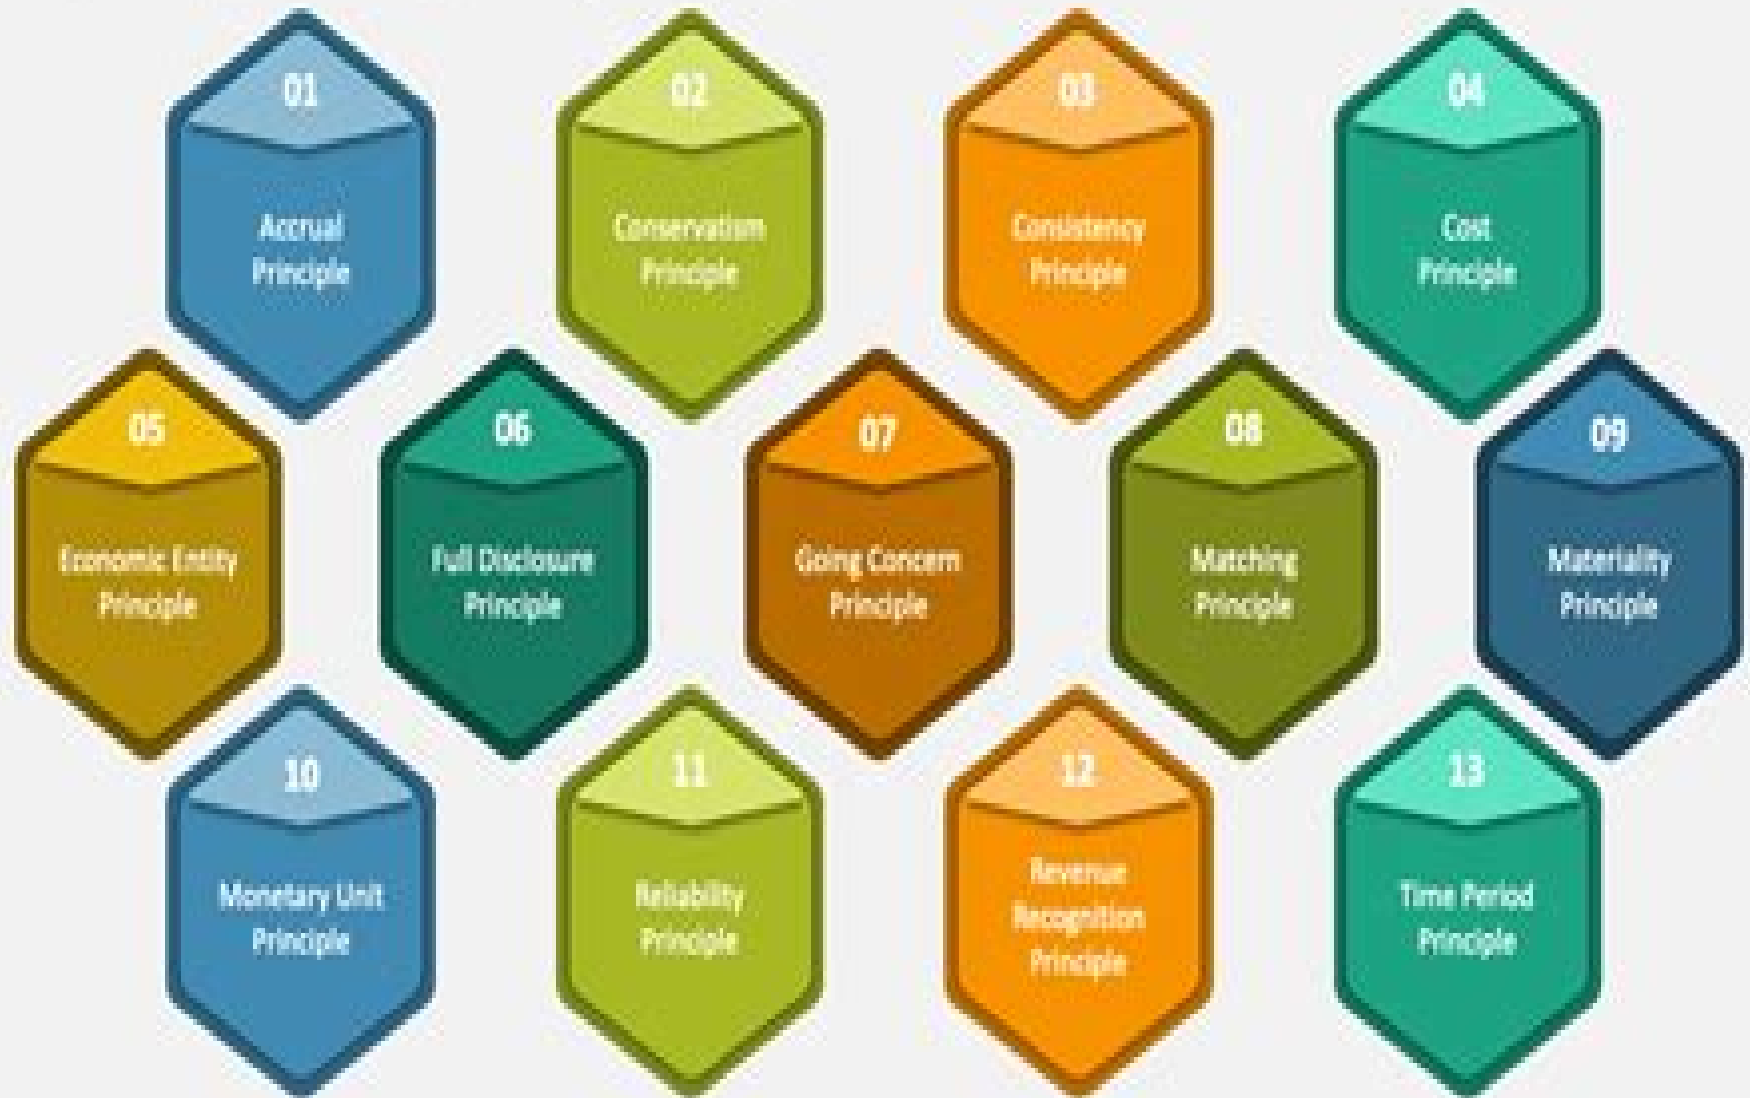 01
Accrual
Principle
02
Conservatism
Principle
03
Consistency
Principle
04
Cost
Principle
05
Economic Entity
Principle
06
Full Disclosure
Principle
07
Going Concern
Principle
08
Matching
Principle
09
Materiality
Principle
10
Monetary Unit
Principle
11
Reliability
Principle
12
Revenue
Recognition
Principle
13
Time Period
Principle